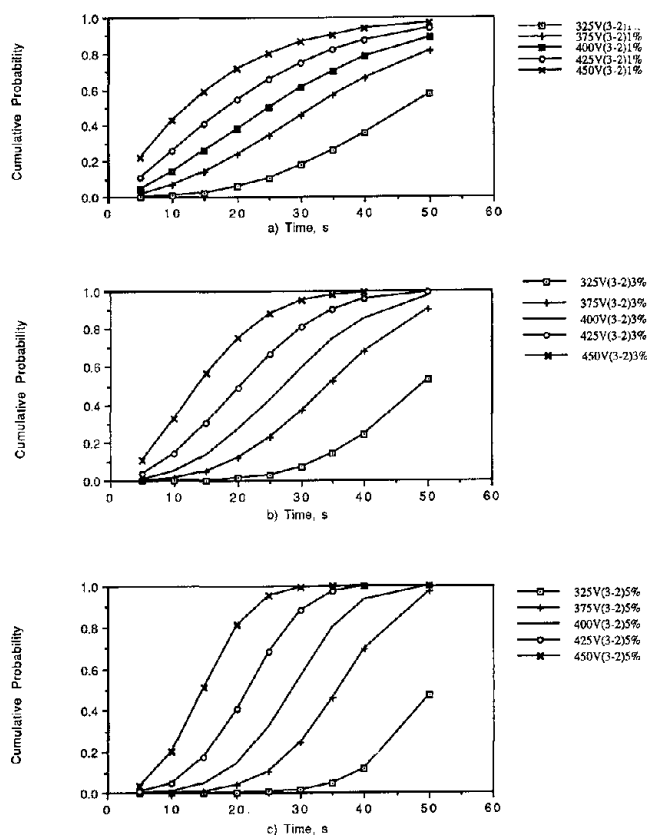 Cumulative Probability
1.0
0.8
0.6
0.4
0.2
0.0
0
10
20
30
40
50
60
a) Time, s
325V(3-2)1%
375V(3-2)1%
400V(3-2)1%
425V(3-2)1%
450V(3-2)1%
Cumulative Probability
1.0
0.8
0.6
0.4
0.2
0.0
0
10
20
30
40
50
60
b) Time, s
325V(3-2)3%
375V(3-2)3%
400V(3-2)3%
425V(3-2)3%
450V(3-2)3%
Cumulative Probability
1.0
0.8
0.6
0.4
0.2
0.0
0
10
20
30
40
50
60
c) Time, s
325V(3-2)5%
375V(3-2)5%
400V(3-2)5%
425V(3-2)5%
450V(3-2)5%